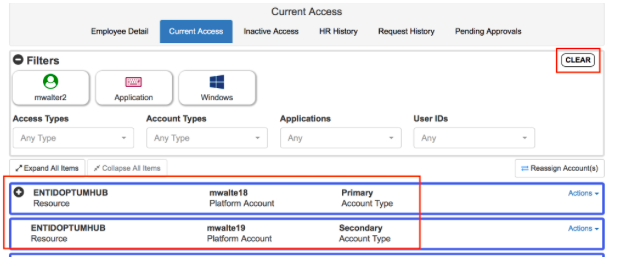 Current Access
Employee Detail Current Access Inactive Access HR History Request History Pending Approvals
Filters CLEAR
mwalter2 Application Windows
Access Types Account Types Applications User IDs
Any Type Any Type Any Any
Expand All Items Collapse All Items Reassign Account(s)
ENTIDOPTUMHUB mwalte18 Primary Actions
Resource Platform Account Account Type
ENTIDOPTUMHUB mwalte19 Secondary Actions
Resource Platform Account Account Type